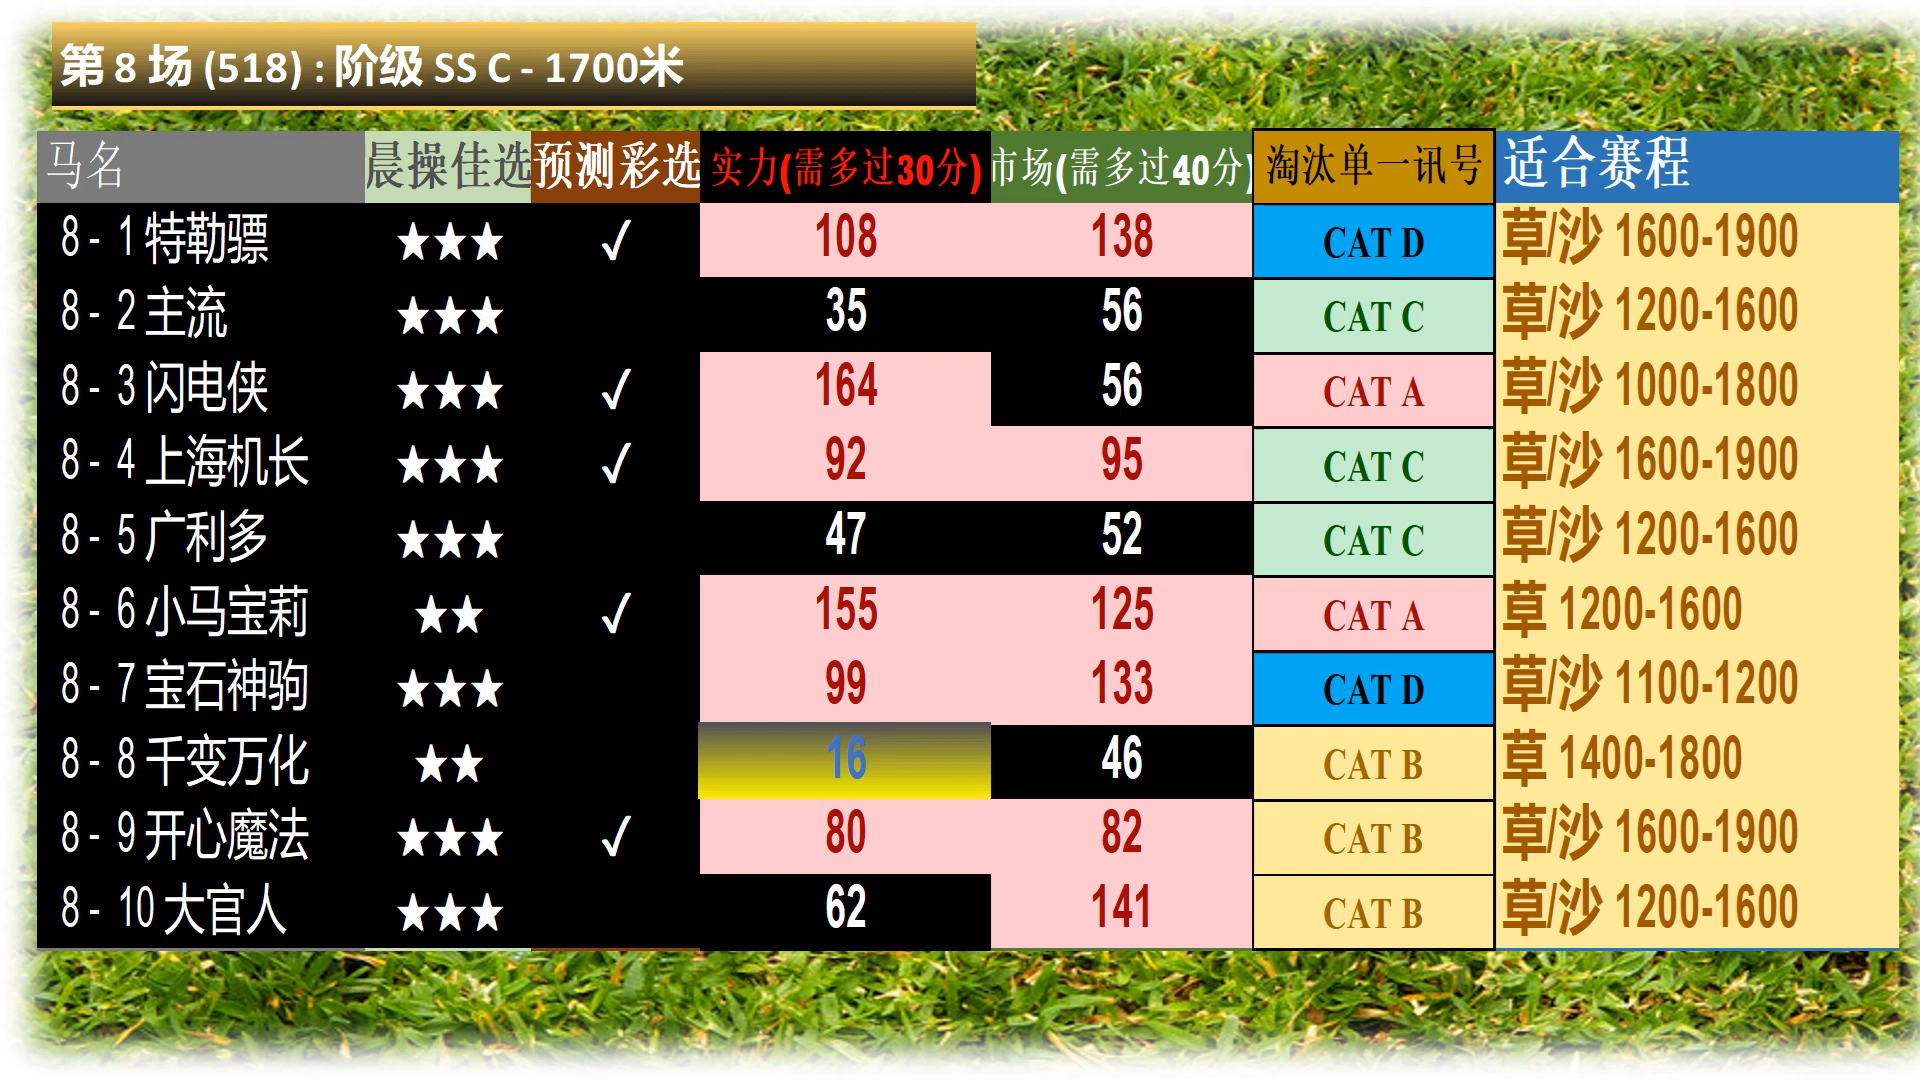 第 8 场 (518) : 阶级 SS C - 1700米
马名 晨操佳选 预测彩选 实力(需多过30分) 市场(需多过40分) 淘汰单一讯号 适合赛程
8 - 1 特勒骠 ★★★ ✓ 108 138 CAT D 草/沙 1600-1900
8 - 2 主流 ★★★ 35 56 CAT C 草/沙 1200-1600
8 - 3 闪电侠 ★★★ ✓ 164 56 CAT A 草/沙 1000-1800
8 - 4 上海机长 ★★★ ✓ 92 95 CAT C 草/沙 1600-1900
8 - 5 广利多 ★★★ 47 52 CAT C 草/沙 1200-1600
8 - 6 小马宝莉 ★★ ✓ 155 125 CAT A 草 1200-1600
8 - 7 宝石神驹 ★★★ 99 133 CAT D 草/沙 1100-1200
8 - 8 千变万化 ★★ 16 46 CAT B 草 1400-1800
8 - 9 开心魔法 ★★★ ✓ 80 82 CAT B 草/沙 1600-1900
8 - 10 大官人 ★★★ 62 141 CAT B 草/沙 1200-1600